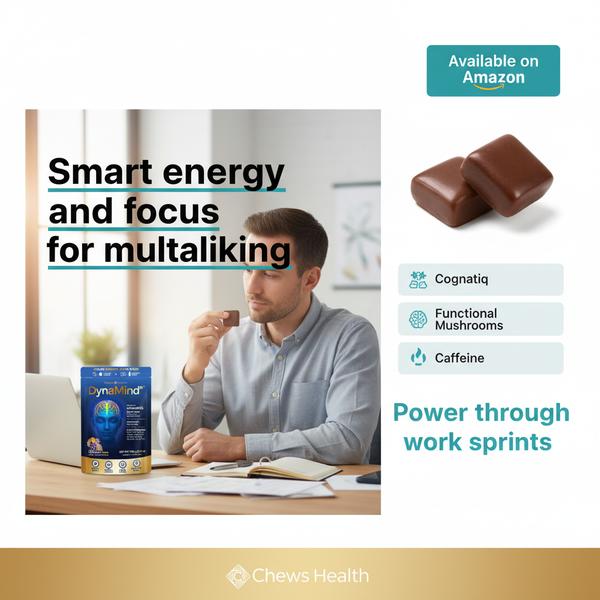 Available on
Amazon
Smart energy
and focus
for multaliking
DynaMind
Cognatiq
Functional
Mushrooms
Caffeine
Power through
work sprints
Chews Health